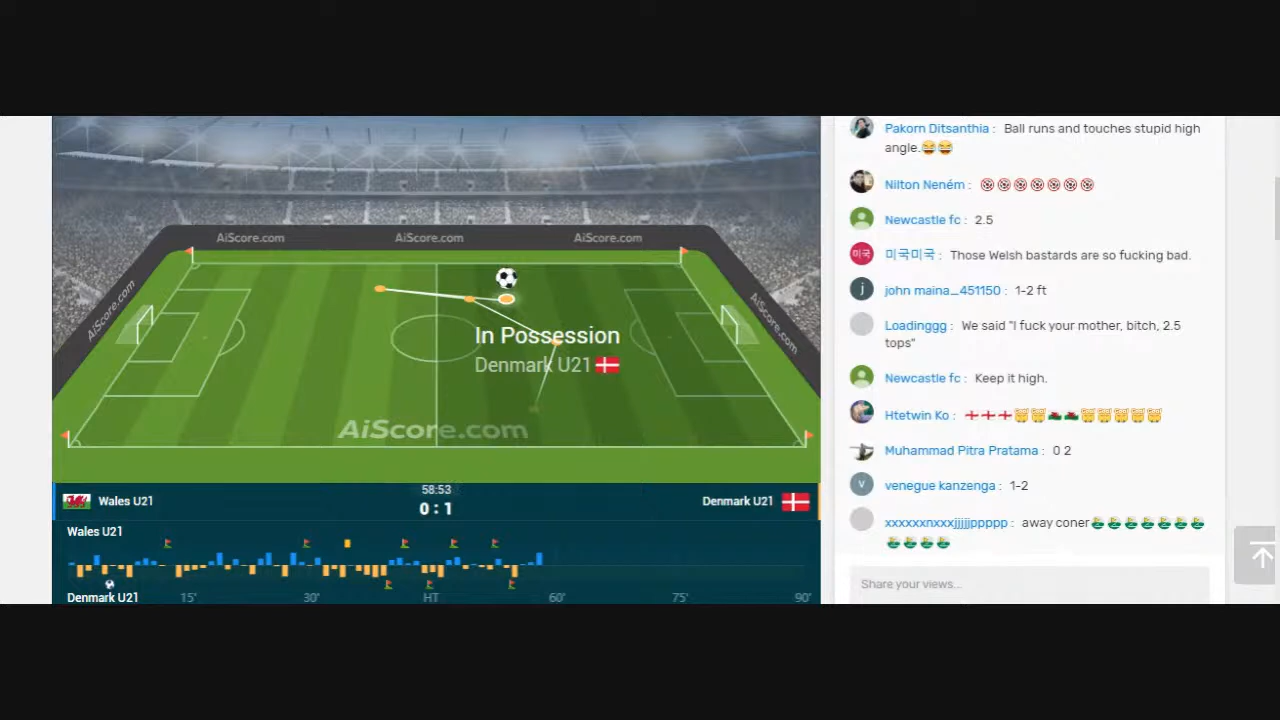 AiScore.com
AiScore.com
AiScore.com
AiScore.com
AiScore.com
In Possession
Denmark U21
AiScore.com
Wales U21
58:53
0 : 1
Denmark U21
Wales U21
Denmark U21
15'
30'
HT
60'
75'
90'
Pakorn Ditsanthia : Ball runs and touches stupid high
angle.😂😂
Nilton Neném :
Newcastle fc : 2.5
미국
미국미국 : Those Welsh bastards are so fucking bad.
j
john maina_451150 : 1-2 ft
Loadinggg : We said "I fuck your mother, bitch, 2.5
tops"
Newcastle fc : Keep it high.
Htetwin Ko :
Muhammad Pitra Pratama : 0 2
v
venegue kanzenga : 1-2
xxxxxxnxxxjjjjjppppp : away coner
Share your views...